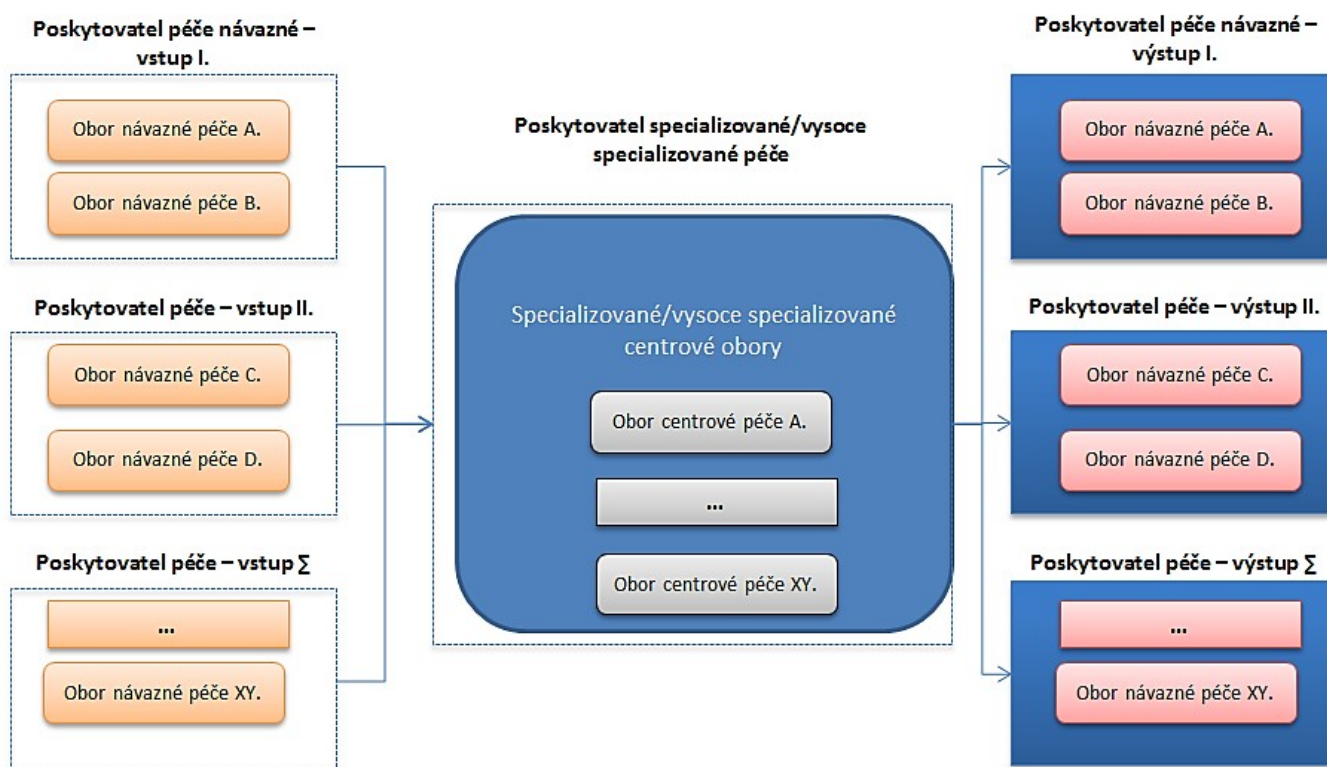 Poskytovatel péče návazné –
vstup I.
Obor návazné péče A.
Obor návazné péče B.
Poskytovatel péče – vstup II.
Obor návazné péče C.
Obor návazné péče D.
Poskytovatel péče – vstup ∑
...
Obor návazné péče XY.
Poskytovatel specializované/vysoce
specializované péče
Specializované/vysoce specializované
centrové obory
Obor centrové péče A.
...
Obor centrové péče XY.
Poskytovatel péče návazné –
výstup I.
Obor návazné péče A.
Obor návazné péče B.
Poskytovatel péče – výstup II.
Obor návazné péče C.
Obor návazné péče D.
Poskytovatel péče – výstup ∑
...
Obor návazné péče XY.